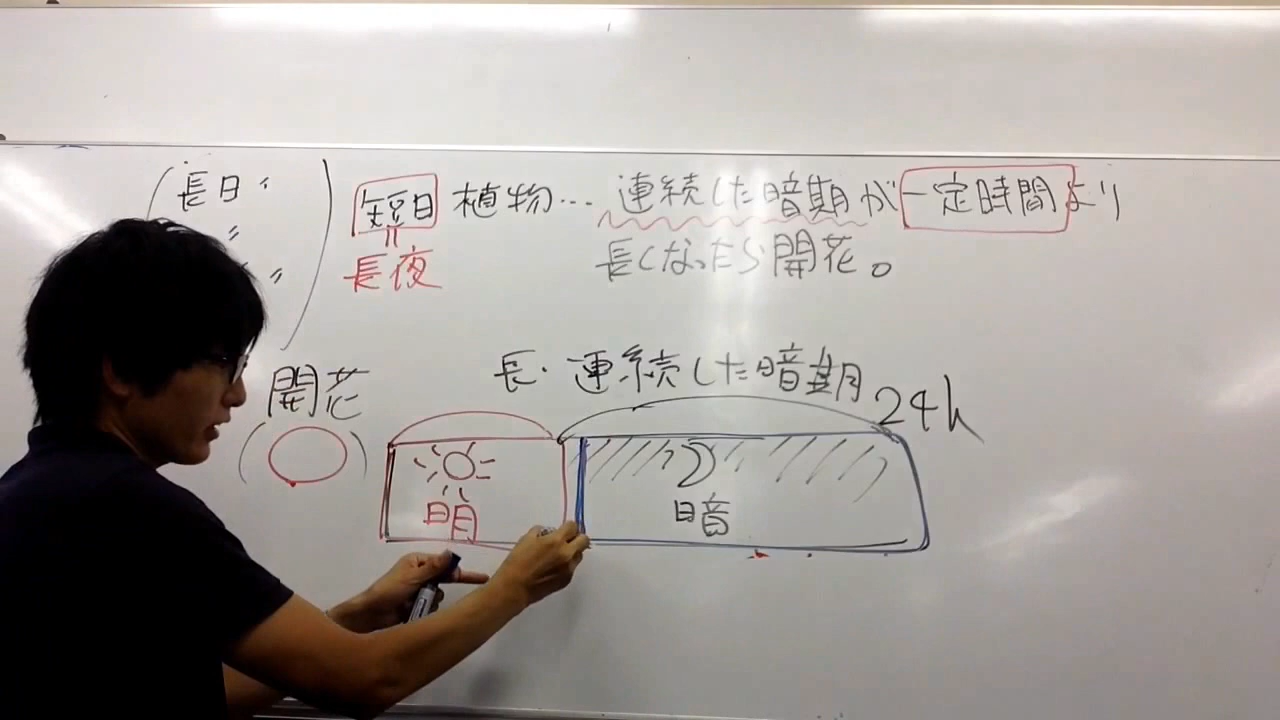 長日〃
〃
〃
短日植物… 連続した暗期が一定時間より
長夜
長くなったら開花。
長・連続した暗期
24h
開花
(○)
明
暗